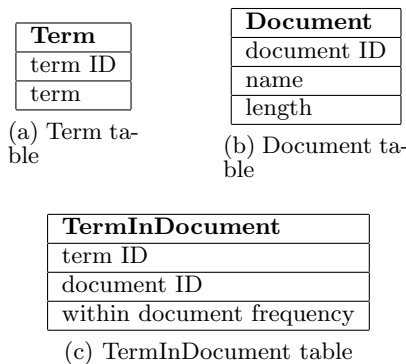 Term
term ID
term
(a) Term ta-
ble
Document
document ID
name
length
(b) Document ta-
ble
TermInDocument
term ID
document ID
within document frequency
(c) TermInDocument table